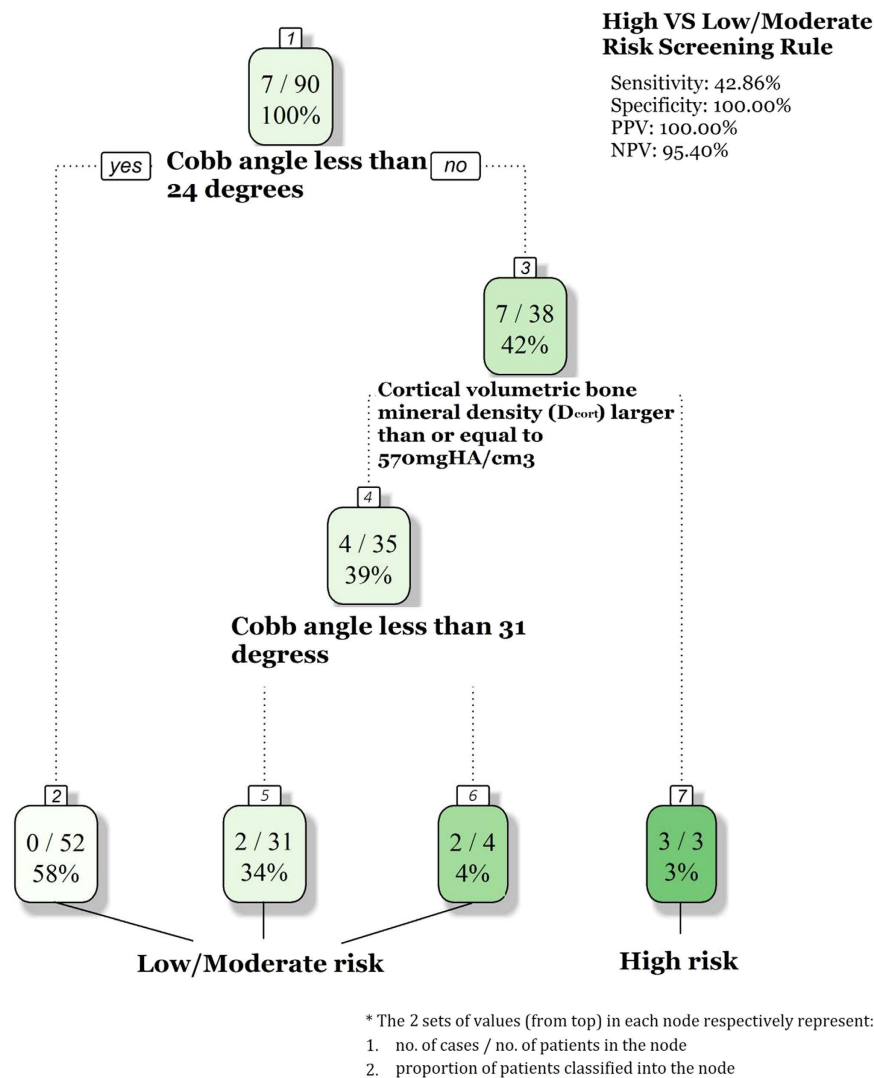 High VS Low/Moderate
Risk Screening Rule
Sensitivity: 42.86%
Specificity: 100.00%
PPV: 100.00%
NPV: 95.40%
1
7 / 90
100%
yes
Cobb angle less than
24 degrees
no
3
7 / 38
42%
Cortical volumetric bone
mineral density (Dcort) larger
than or equal to
570mgHA/cm3
4
4 / 35
39%
Cobb angle less than 31
degress
2
0 / 52
58%
5
2 / 31
34%
6
2 / 4
4%
7
3 / 3
3%
Low/Moderate risk
High risk
* The 2 sets of values (from top) in each node respectively represent:
1. no. of cases / no. of patients in the node
2. proportion of patients classified into the node